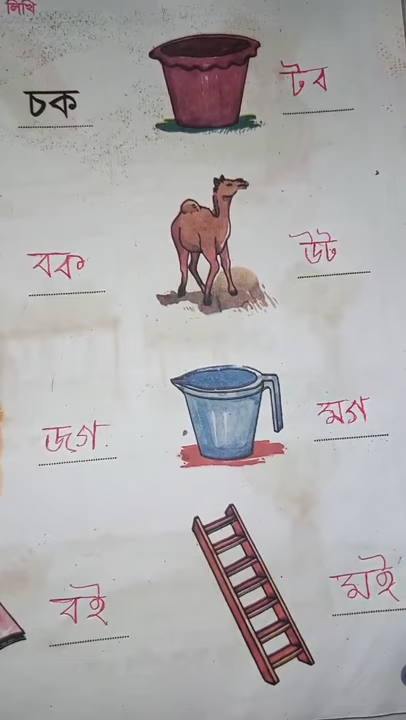 লিখি
চক টব
বক উট
জগ মগ
বই মই